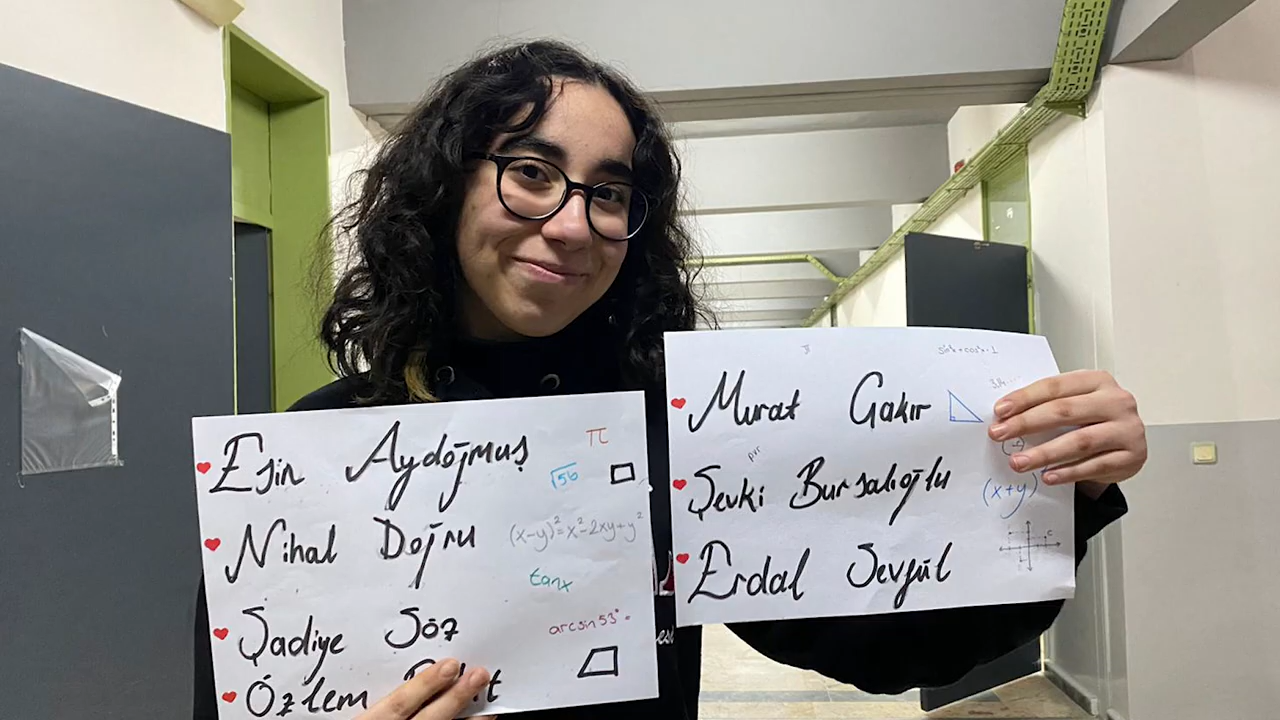 Esin Aydoğmuş
π
√56
Nihal Doğru
(x-y)²=x²-2xy+y²
tanx
Şadiye Söz
arcsin53°=
Özlem
sin²x+cos²x=1
Murat Çakır
Şevki Bursalıoğlu
(x+y)
Erdal Sevgül